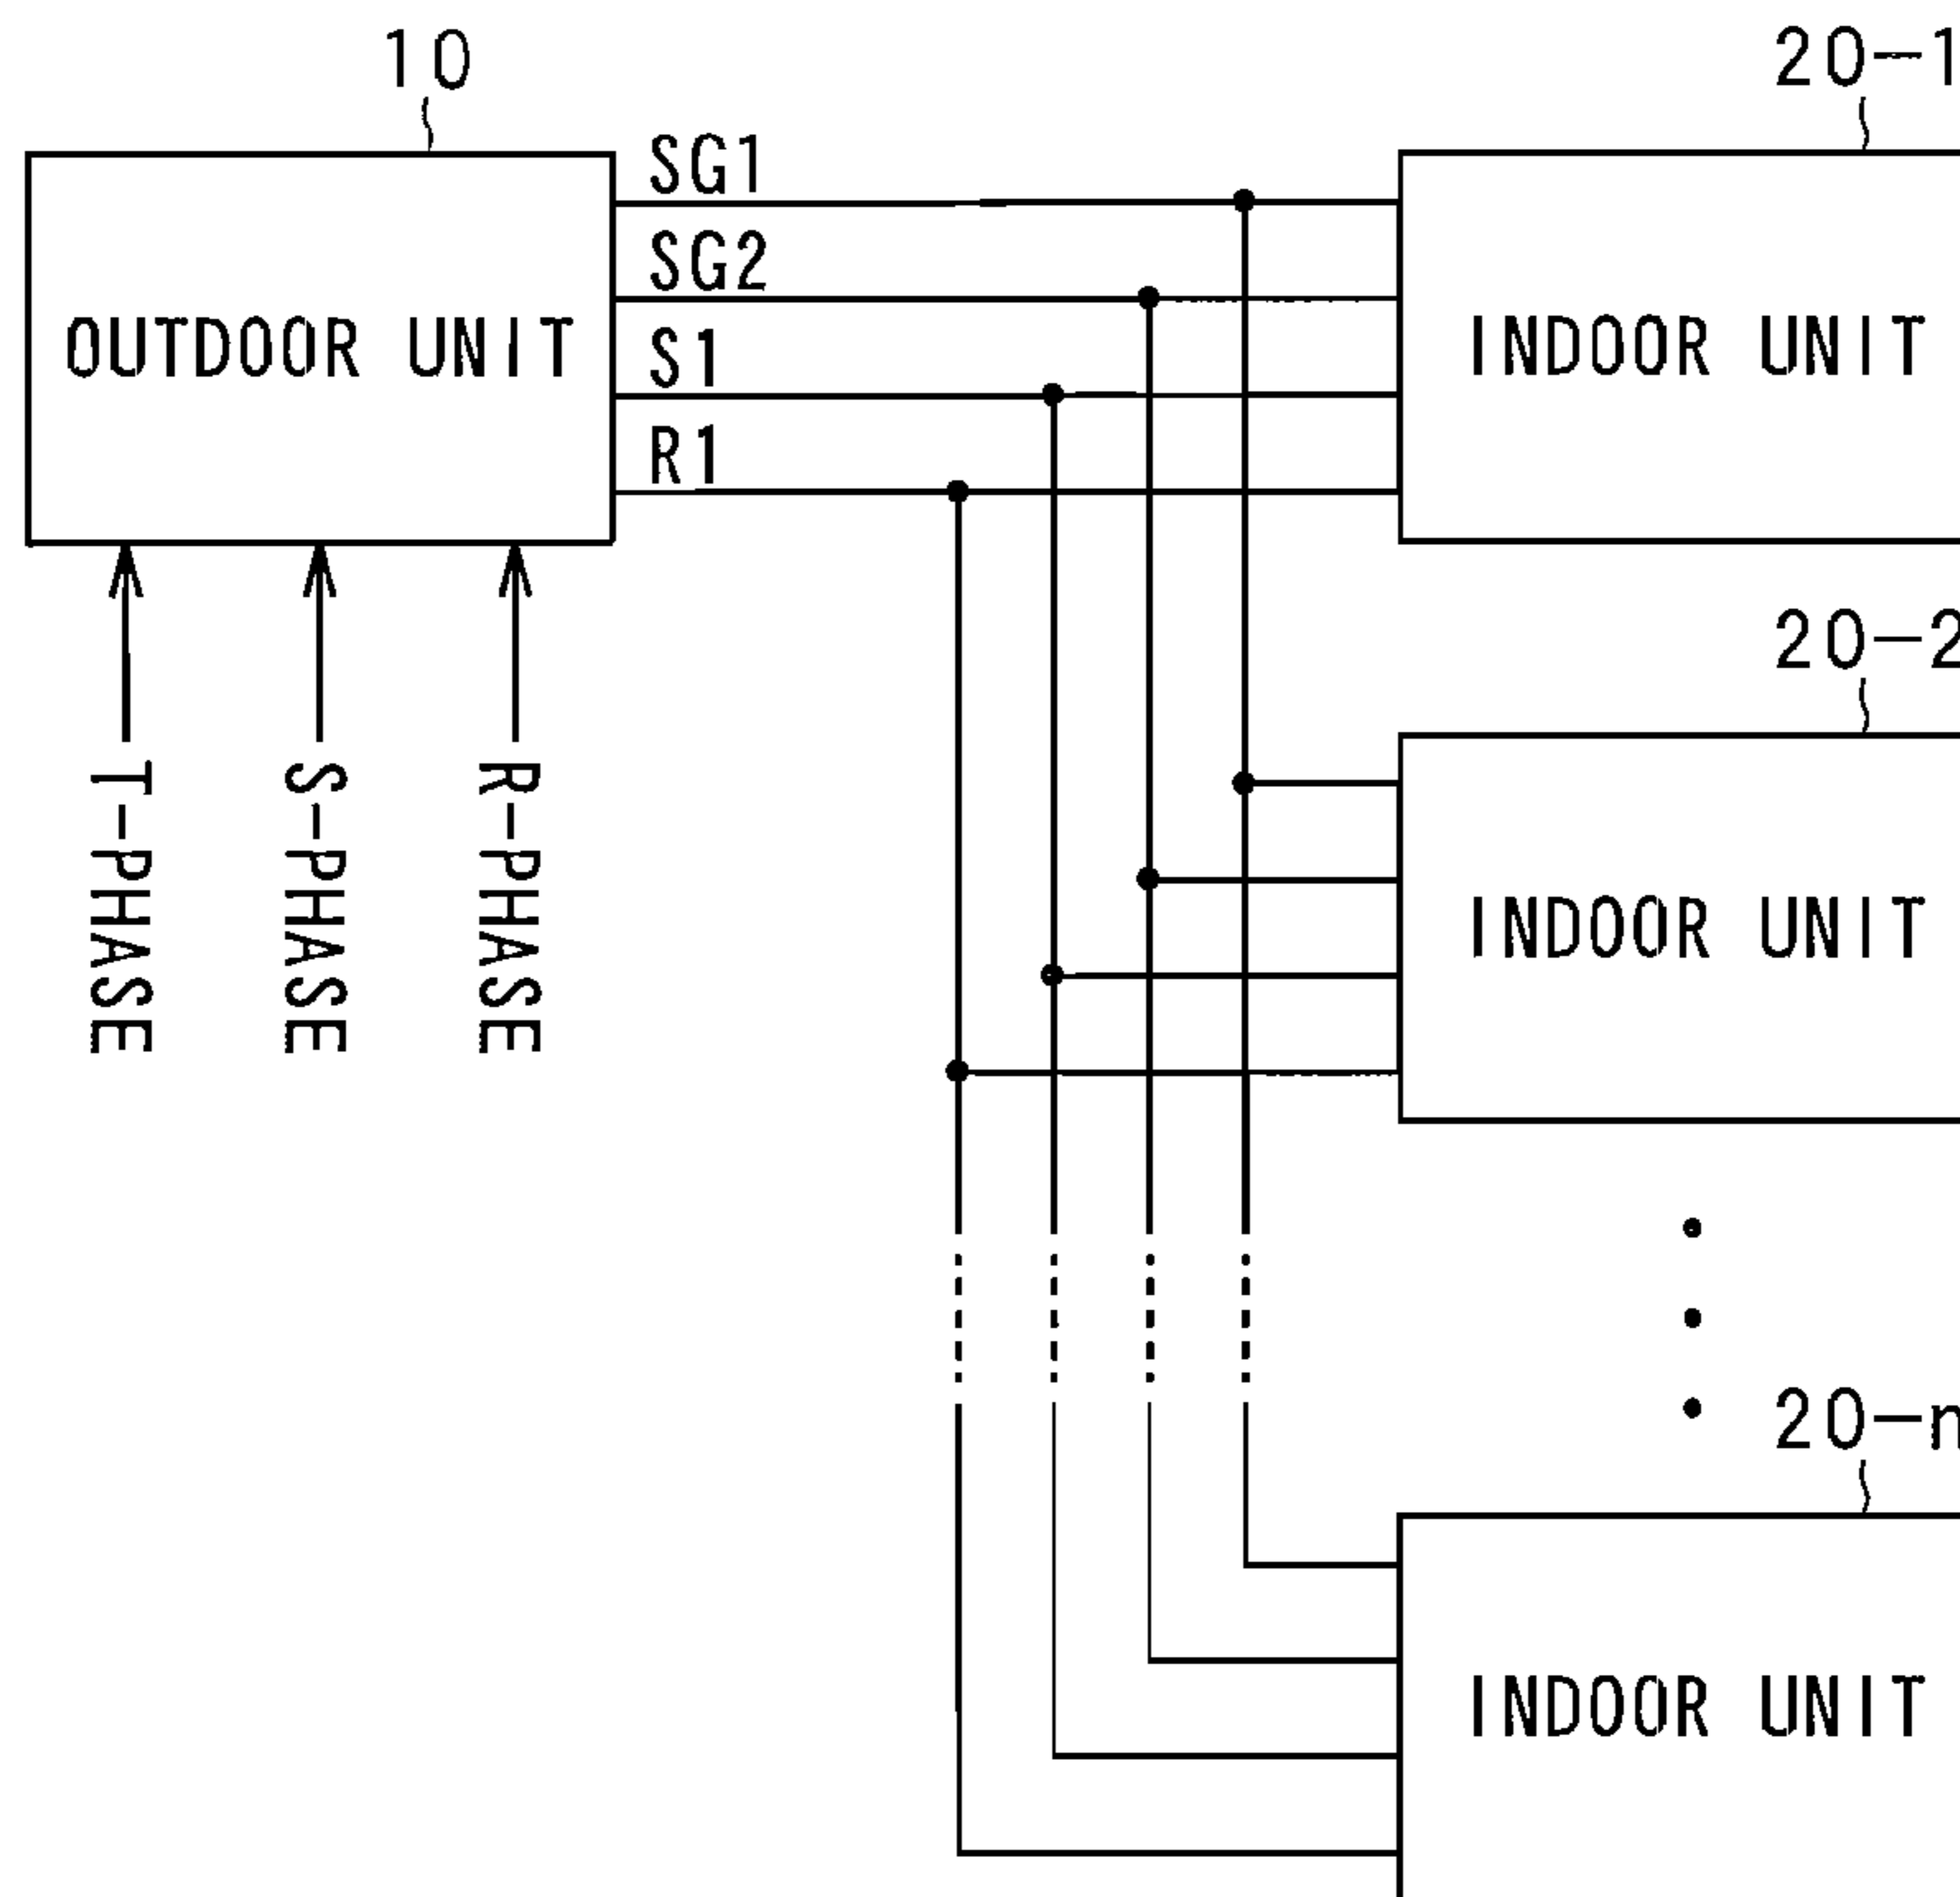 10
20-1
SG1
SG2
S1
R1
OUTDOOR UNIT
INDOOR UNIT
20-2
T-PHASE
S-PHASE
R-PHASE
INDOOR UNIT
20-n
INDOOR UNIT